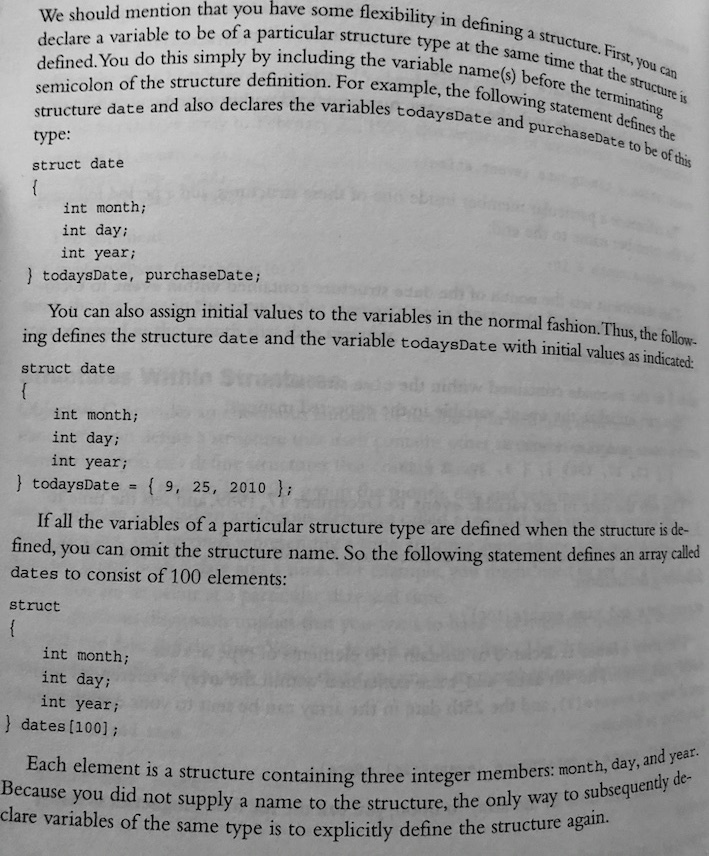 We should mention that you have some flexibility in defining a structure. First, you can
declare a variable to be of a particular structure type at the same time that the structure is
defined. You do this simply by including the variable name(s) before the terminating
semicolon of the structure definition. For example, the following statement defines the
structure date and also declares the variables todaysDate and purchaseDate to be of this
type:
struct date
{
    int month;
    int day;
    int year;
} todaysDate, purchaseDate;
You can also assign initial values to the variables in the normal fashion. Thus, the follow-
ing defines the structure date and the variable todaysDate with initial values as indicated:
struct date
{
    int month;
    int day;
    int year;
} todaysDate = { 9, 25, 2010 };
If all the variables of a particular structure type are defined when the structure is de-
fined, you can omit the structure name. So the following statement defines an array called
dates to consist of 100 elements:
struct
{
    int month;
    int day;
    int year;
} dates[100];
Each element is a structure containing three integer members: month, day, and year.
Because you did not supply a name to the structure, the only way to subsequently de-
clare variables of the same type is to explicitly define the structure again.